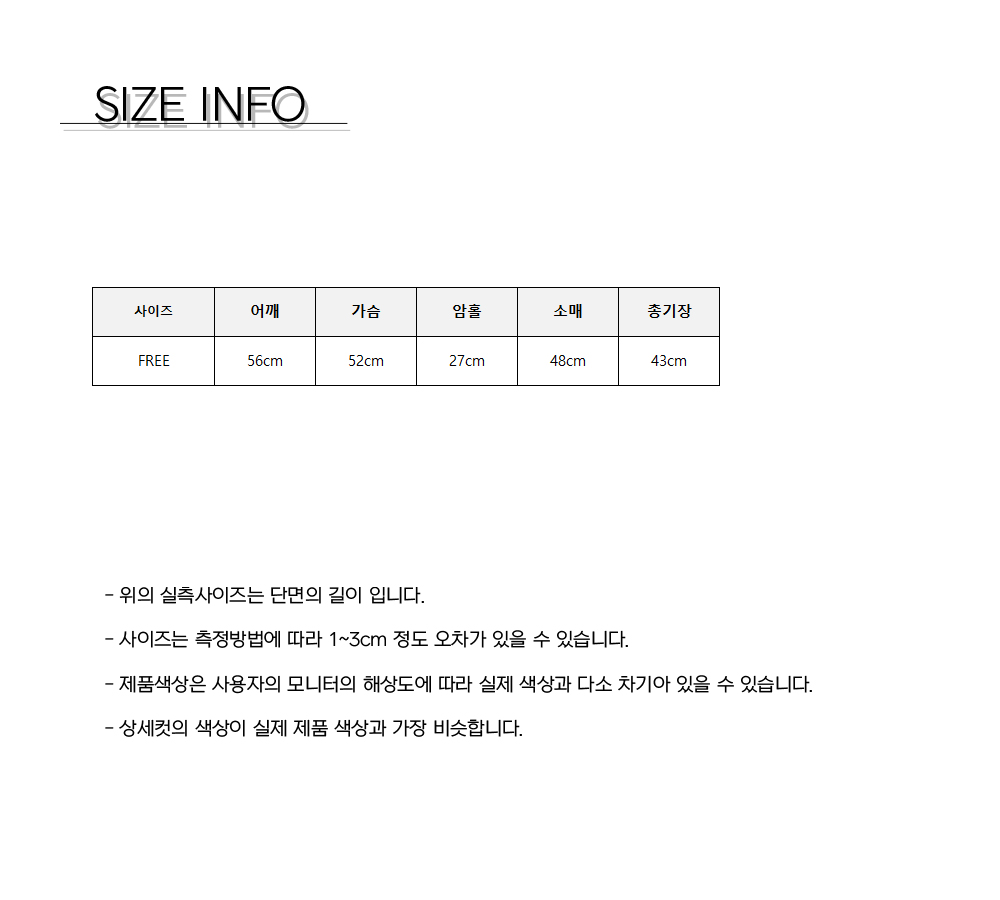 SIZE INFO
사이즈 어깨 가슴 암홀 소매 총기장
FREE 56cm 52cm 27cm 48cm 43cm
- 위의 실측사이즈는 단면의 길이 입니다.
- 사이즈는 측정방법에 따라 1~3cm 정도 오차가 있을 수 있습니다.
- 제품색상은 사용자의 모니터의 해상도에 따라 실제 색상과 다소 차기아 있을 수 있습니다.
- 상세컷의 색상이 실제 제품 색상과 가장 비슷합니다.